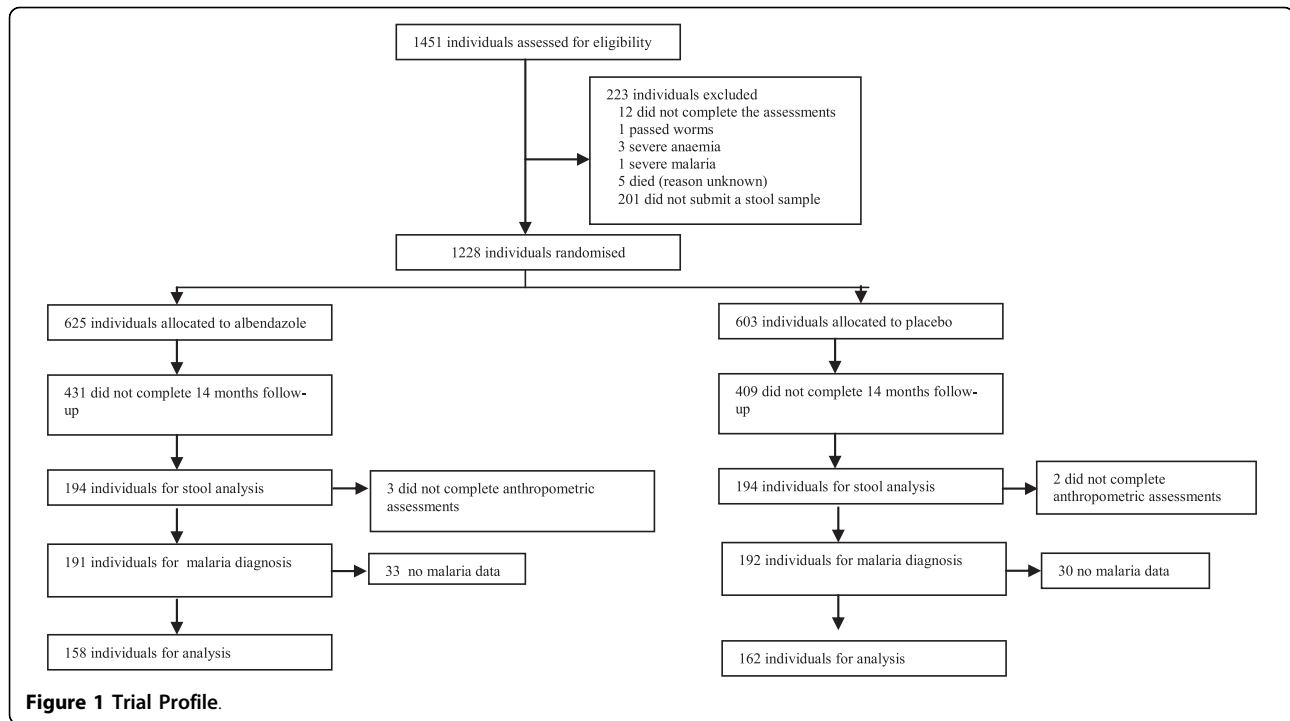 1451 individuals assessed for eligibility
223 individuals excluded
12 did not complete the assessments
1 passed worms
3 severe anaemia
1 severe malaria
5 died (reason unknown)
201 did not submit a stool sample
1228 individuals randomised
625 individuals allocated to albendazole
603 individuals allocated to placebo
431 did not complete 14 months follow-
up
409 did not complete 14 months follow-
up
194 individuals for stool analysis
3 did not complete anthropometric
assessments
194 individuals for stool analysis
2 did not complete
anthropometric assessments
191 individuals for malaria diagnosis
33 no malaria data
192 individuals for malaria diagnosis
30 no malaria data
158 individuals for analysis
162 individuals for analysis
Figure 1 Trial Profile.